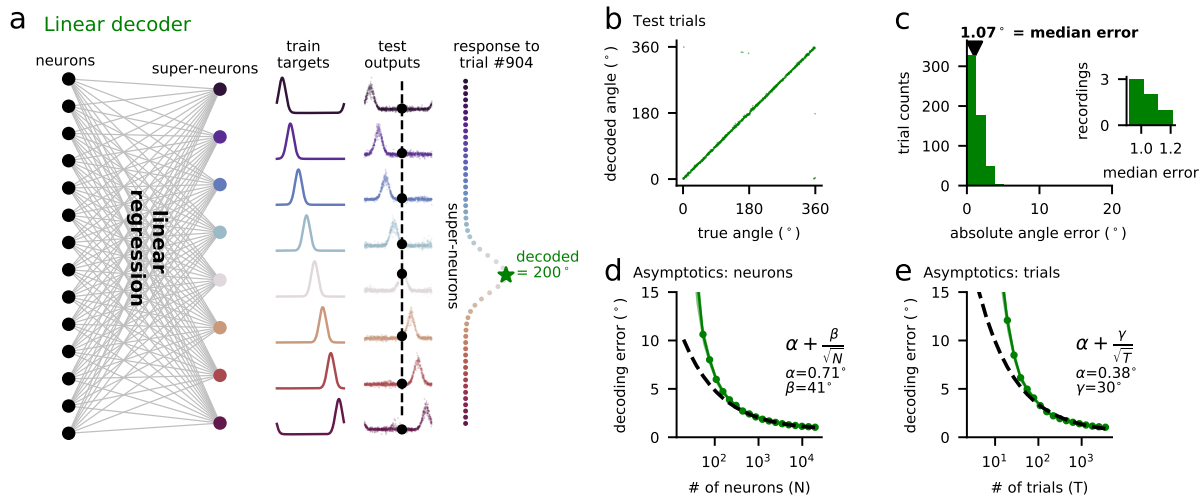 a
Linear decoder
neurons
super-neurons
linear
regression
train
targets
test
outputs
response to
trial #904
super-neurons
decoded
= 200°
b
Test trials
decoded angle (°)
360
180
0
0
180
360
true angle (°)
c
1.07° = median error
trial counts
300
200
100
0
0
10
20
absolute angle error (°)
recordings
3
0
1.0
1.2
median error
d
Asymptotics: neurons
decoding error (°)
15
10
5
0
α + β/√N
α=0.71°
β=41°
10²
10³
10⁴
# of neurons (N)
e
Asymptotics: trials
decoding error (°)
15
10
5
0
α + γ/√T
α=0.38°
γ=30°
10¹
10²
10³
# of trials (T)